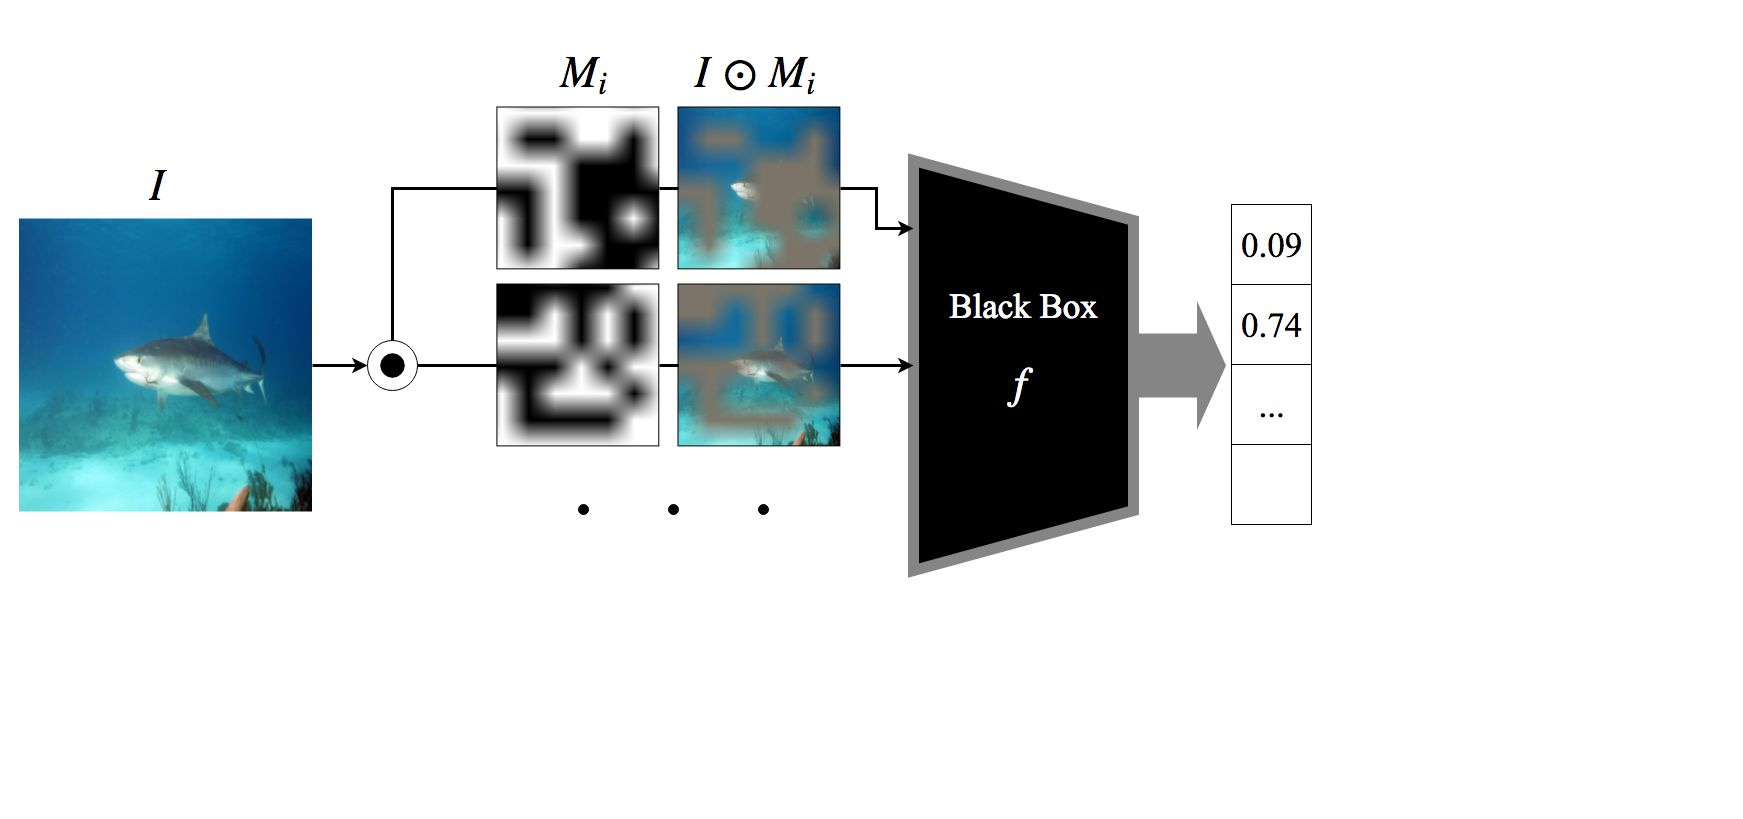 M_i
I ⊙ M_i
I
Black Box
f
0.09
0.74
...